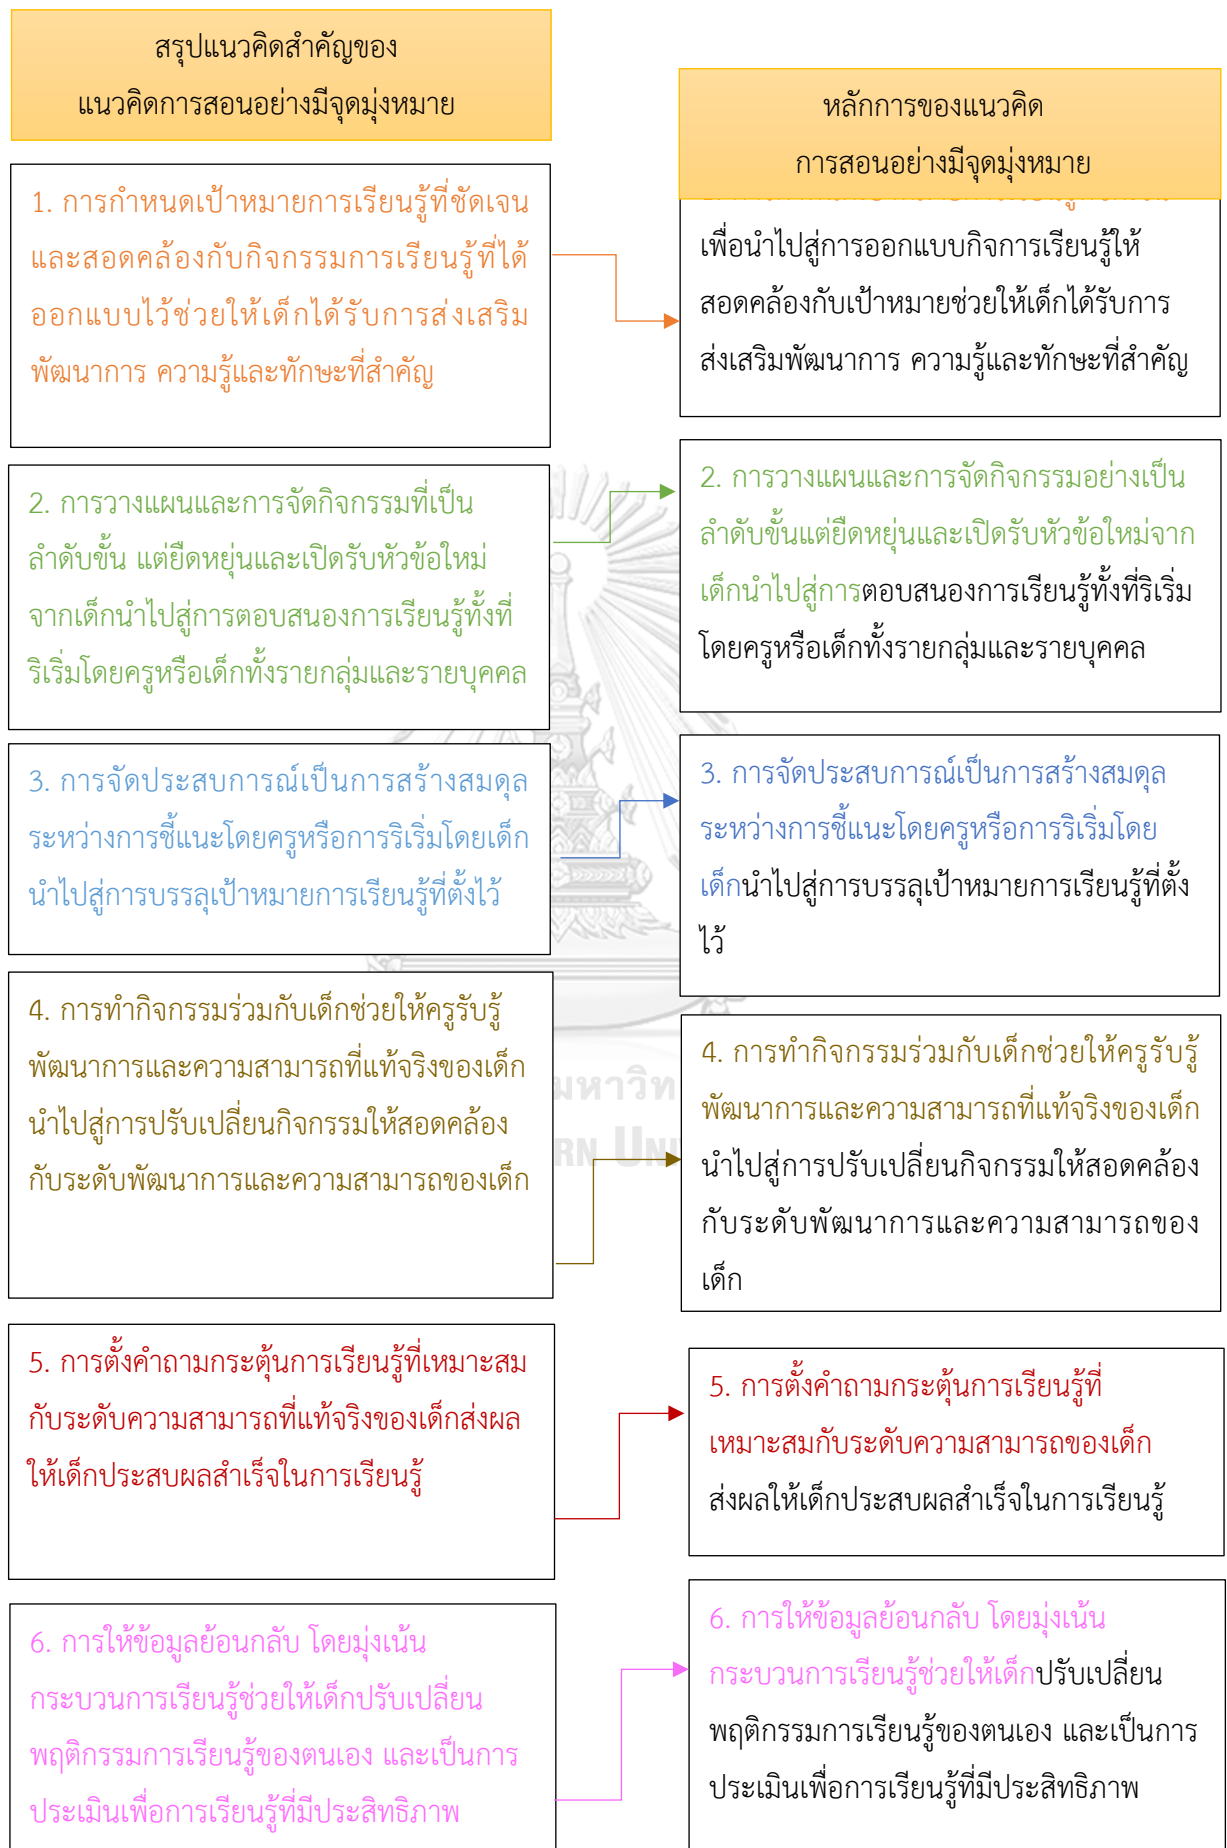 สรุปแนวคิดสำคัญของ
แนวคิดการสอนอย่างมีจุดมุ่งหมาย
1. การกำหนดเป้าหมายการเรียนรู้ที่ชัดเจน
และสอดคล้องกับกิจกรรมการเรียนรู้ที่ได้
ออกแบบไว้ช่วยให้เด็กได้รับการส่งเสริม
พัฒนาการ ความรู้และทักษะที่สำคัญ
2. การวางแผนและการจัดกิจกรรมที่เป็น
ลำดับขั้น แต่ยืดหยุ่นและเปิดรับหัวข้อใหม่
จากเด็กนำไปสู่การตอบสนองการเรียนรู้ทั้งที่
ริเริ่มโดยครูหรือเด็กทั้งรายกลุ่มและรายบุคคล
3. การจัดประสบการณ์เป็นการสร้างสมดุล
ระหว่างการชี้แนะโดยครูหรือการริเริ่มโดยเด็ก
นำไปสู่การบรรลุเป้าหมายการเรียนรู้ที่ตั้งไว้
4. การทำกิจกรรมร่วมกับเด็กช่วยให้ครูรับรู้
พัฒนาการและความสามารถที่แท้จริงของเด็ก
นำไปสู่การปรับเปลี่ยนกิจกรรมให้สอดคล้อง
กับระดับพัฒนาการและความสามารถของเด็ก
5. การตั้งคำถามกระตุ้นการเรียนรู้ที่เหมาะสม
กับระดับความสามารถที่แท้จริงของเด็กส่งผล
ให้เด็กประสบผลสำเร็จในการเรียนรู้
6. การให้ข้อมูลย้อนกลับ โดยมุ่งเน้น
กระบวนการเรียนรู้ช่วยให้เด็กปรับเปลี่ยน
พฤติกรรมการเรียนรู้ของตนเอง และเป็นการ
ประเมินเพื่อการเรียนรู้ที่มีประสิทธิภาพ
หลักการของแนวคิด
การสอนอย่างมีจุดมุ่งหมาย
เพื่อนำไปสู่การออกแบบกิจการเรียนรู้ให้
สอดคล้องกับเป้าหมายช่วยให้เด็กได้รับการ
ส่งเสริมพัฒนาการ ความรู้และทักษะที่สำคัญ
2. การวางแผนและการจัดกิจกรรมอย่างเป็น
ลำดับขั้นแต่ยืดหยุ่นและเปิดรับหัวข้อใหม่จาก
เด็กนำไปสู่การตอบสนองการเรียนรู้ทั้งที่ริเริ่ม
โดยครูหรือเด็กทั้งรายกลุ่มและรายบุคคล
3. การจัดประสบการณ์เป็นการสร้างสมดุล
ระหว่างการชี้แนะโดยครูหรือการริเริ่มโดย
เด็กนำไปสู่การบรรลุเป้าหมายการเรียนรู้ที่ตั้ง
ไว้
4. การทำกิจกรรมร่วมกับเด็กช่วยให้ครูรับรู้
พัฒนาการและความสามารถที่แท้จริงของเด็ก
นำไปสู่การปรับเปลี่ยนกิจกรรมให้สอดคล้อง
กับระดับพัฒนาการและความสามารถของ
เด็ก
5. การตั้งคำถามกระตุ้นการเรียนรู้ที่
เหมาะสมกับระดับความสามารถของเด็ก
ส่งผลให้เด็กประสบผลสำเร็จในการเรียนรู้
6. การให้ข้อมูลย้อนกลับ โดยมุ่งเน้น
กระบวนการเรียนรู้ช่วยให้เด็กปรับเปลี่ยน
พฤติกรรมการเรียนรู้ของตนเอง และเป็นการ
ประเมินเพื่อการเรียนรู้ที่มีประสิทธิภาพ